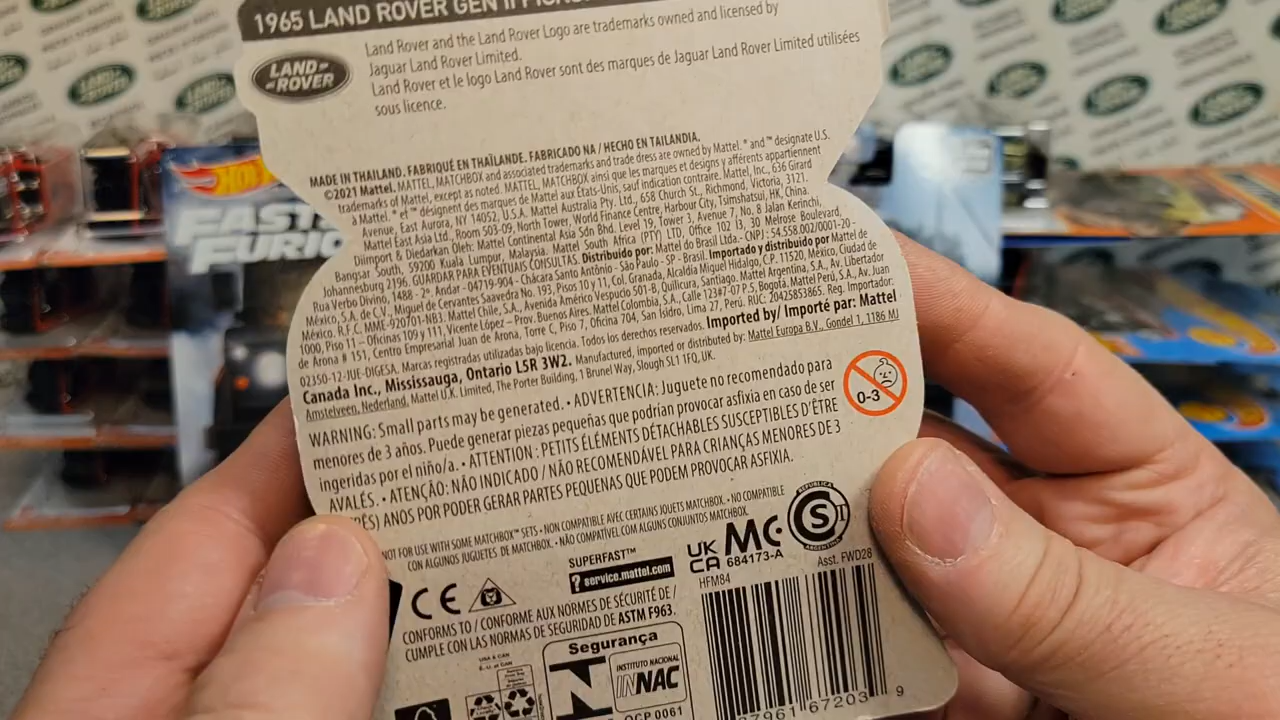 1965 LAND ROVER GEN II
LAND ROVER
Land Rover and the Land Rover Logo are trademarks owned and licensed by
Jaguar Land Rover Limited.
Land Rover et le logo Land Rover sont des marques de Jaguar Land Rover Limited utilisées
sous licence.
MADE IN THAILAND. FABRIQUÉ EN THAÏLANDE. FABRICADO NA / HECHO EN TAILANDIA.
©2021 Mattel. MATTEL, MATCHBOX and associated trademarks and trade dress are owned by Mattel. ® and ™ designate U.S.
trademarks of Mattel, except as noted. MATTEL, MATCHBOX ainsi que les marques et designs y afférents appartiennent
à Mattel. ® et ™ désignent des marques de Mattel aux États-Unis, sauf indication contraire. Mattel, Inc., 636 Girard
Avenue, East Aurora, NY 14052, U.S.A. Mattel Australia Pty. Ltd., 658 Church St., Richmond, Victoria, 3121.
Mattel East Asia Ltd., Room 503-09, North Tower, World Finance Centre, Harbour City, Tsimshatsui, HK, China.
Diimport & Diedarkan Oleh: Mattel Continental Asia Sdn Bhd. Level 19, Tower 3, Avenue 7, No. 8 Jalan Kerinchi,
Bangsar South, 59200 Kuala Lumpur, Malaysia. Mattel South Africa (PTY) LTD, Office 102 I3, 30 Melrose Boulevard,
Johannesburg 2196. GUARDAR PARA EVENTUAIS CONSULTAS. Distribuído por: Mattel do Brasil Ltda.- CNPJ : 54.558.002/0001-20 -
Rua Verbo Divino, 1488 - 2º. Andar - 04719-904 - Chácara Santo Antônio - São Paulo - SP - Brasil. Importado y distribuido por Mattel de
México, S.A. de C.V., Miguel de Cervantes Saavedra No. 193, Pisos 10 y 11, Col. Granada, Alcaldía Miguel Hidalgo, C.P. 11520, México, Ciudad de
México. R.F.C. MME-920701-NB3. Mattel Chile, S.A., Avenida Américo Vespucio 501-B, Quilicura, Santiago. Mattel Argentina, S.A., Av. Libertador
1000, Piso 11 – Oficinas 109 y 111, Vicente López – Prov. Buenos Aires. Mattel Colombia, S.A., Calle 123#7-07 P.5, Bogotá. Mattel Perú, S.A., Av. Juan
de Arona # 151, Centro Empresarial Juan de Arona, Torre C, Piso 7, Oficina 704, San Isidro, Lima 27, Perú. RUC: 20425853865. Reg. Importador:
02350-12-JUE-DIGESA. Marcas registradas utilizadas bajo licencia. Todos los derechos reservados. Imported by/ Importé par: Mattel
Canada Inc., Mississauga, Ontario L5R 3W2. Manufactured, imported or distributed by: Mattel Europa B.V., Gondel 1, 1186 MJ
Amstelveen, Nederland. Mattel U.K. Limited, The Porter Building, 1 Brunel Way, Slough SL1 1FQ, UK.
WARNING: Small parts may be generated. • ADVERTENCIA: Juguete no recomendado para
menores de 3 años. Puede generar piezas pequeñas que podrían provocar asfixia en caso de ser
ingeridas por el niño/a. • ATTENTION : PETITS ÉLÉMENTS DÉTACHABLES SUSCEPTIBLES D'ÊTRE
AVALÉS. • ATENÇÃO: NÃO INDICADO / NÃO RECOMENDÁVEL PARA CRIANÇAS MENORES DE 3
ANOS POR PODER GERAR PARTES PEQUENAS QUE PODEM PROVOCAR ASFIXIA.
0-3
NOT FOR USE WITH SOME MATCHBOX™ SETS • NON COMPATIBLE AVEC CERTAINS JOUETS MATCHBOX. • NO COMPATIBLE
CON ALGUNOS JUGUETES DE MATCHBOX. • NÃO COMPATÍVEL COM ALGUNS CONJUNTOS MATCHBOX.
CE
SUPERFAST™
? service.mattel.com
UK
CA
MC
684173-A
REPUBLICA
S
ARGENTINA
HFM84
Asst. FWD28
CONFORMS TO / CONFORME AUX NORMES DE SÉCURITÉ DE /
CUMPLE CON LAS NORMAS DE SEGURIDAD DE ASTM F963.
Segurança
INSTITUTO NACIONAL
INNAC
OCP 0061
67203
9
HOT
FAST
FURIO